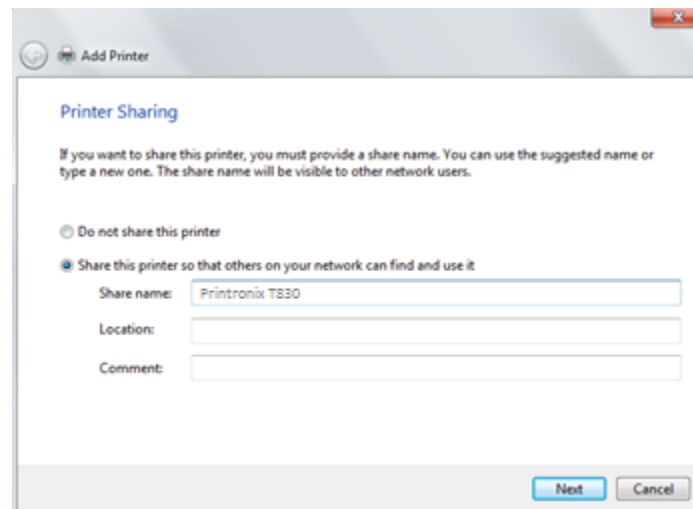 Add Printer
Printer Sharing
If you want to share this printer, you must provide a share name. You can use the suggested name or
type a new one. The share name will be visible to other network users.
Do not share this printer
Share this printer so that others on your network can find and use it
Share name: Printronix T830
Location:
Comment:
Next Cancel